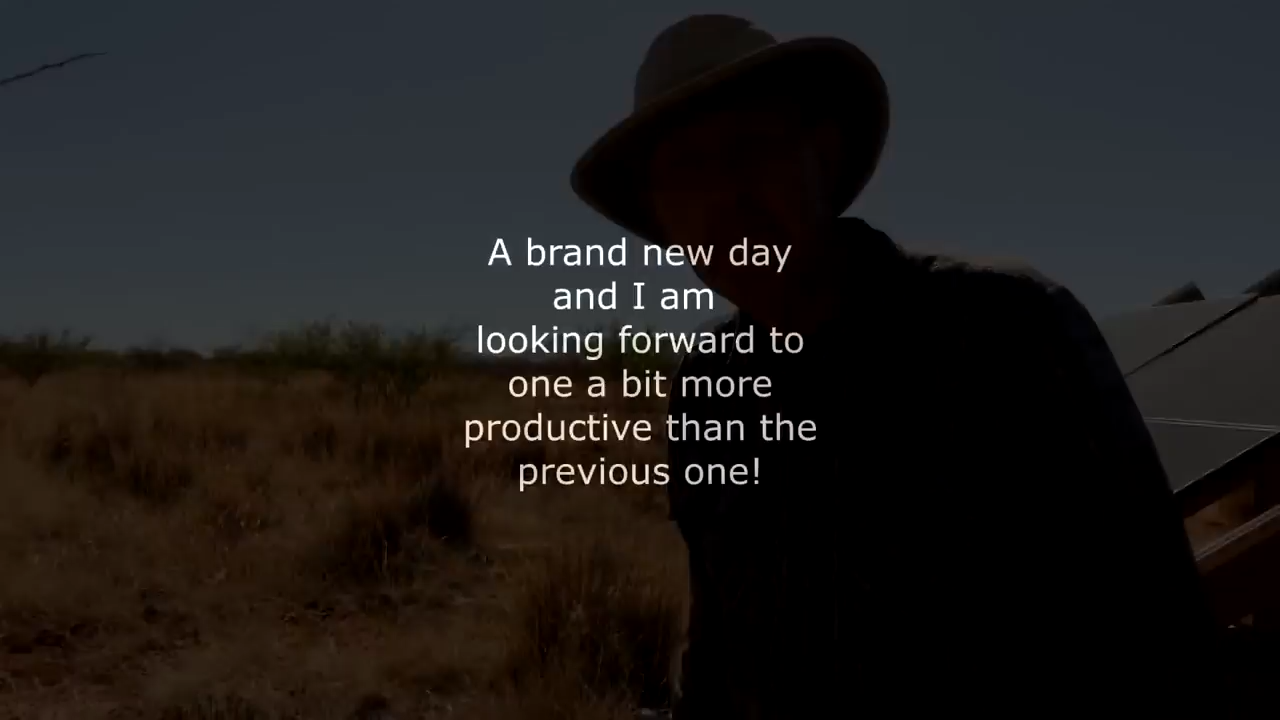 A brand new day
and I am
looking forward to
one a bit more
productive than the
previous one!